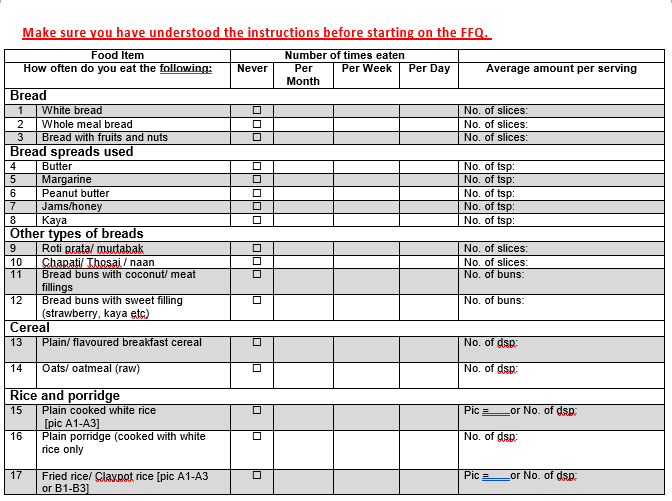 Make sure you have understood the instructions before starting on the FFQ.
Food Item Number of times eaten
How often do you eat the following: Never Per Month Per Week Per Day Average amount per serving
Bread
1 White bread ☐ No. of slices:
2 Whole meal bread ☐ No. of slices:
3 Bread with fruits and nuts ☐ No. of slices:
Bread spreads used
4 Butter ☐ No. of tsp:
5 Margarine ☐ No. of tsp:
6 Peanut butter ☐ No. of tsp:
7 Jams/honey ☐ No. of tsp:
8 Kaya ☐ No. of tsp:
Other types of breads
9 Roti prata/ murtabak ☐ No. of slices:
10 Chapati/ Thosai / naan ☐ No. of slices:
11 Bread buns with coconut/ meat ☐ No. of buns:
fillings
12 Bread buns with sweet filling ☐ No. of buns:
(strawberry, kaya etc)
Cereal
13 Plain/ flavoured breakfast cereal ☐ No. of dsp:
14 Oats/ oatmeal (raw) ☐ No. of dsp:
Rice and porridge
15 Plain cooked white rice ☐ Pic =____or No. of dsp:
[pic A1-A3]
16 Plain porridge (cooked with white ☐ No. of dsp:
rice only
17 Fried rice/ Claypot rice [pic A1-A3 ☐ Pic =____or No. of dsp:
or B1-B3]